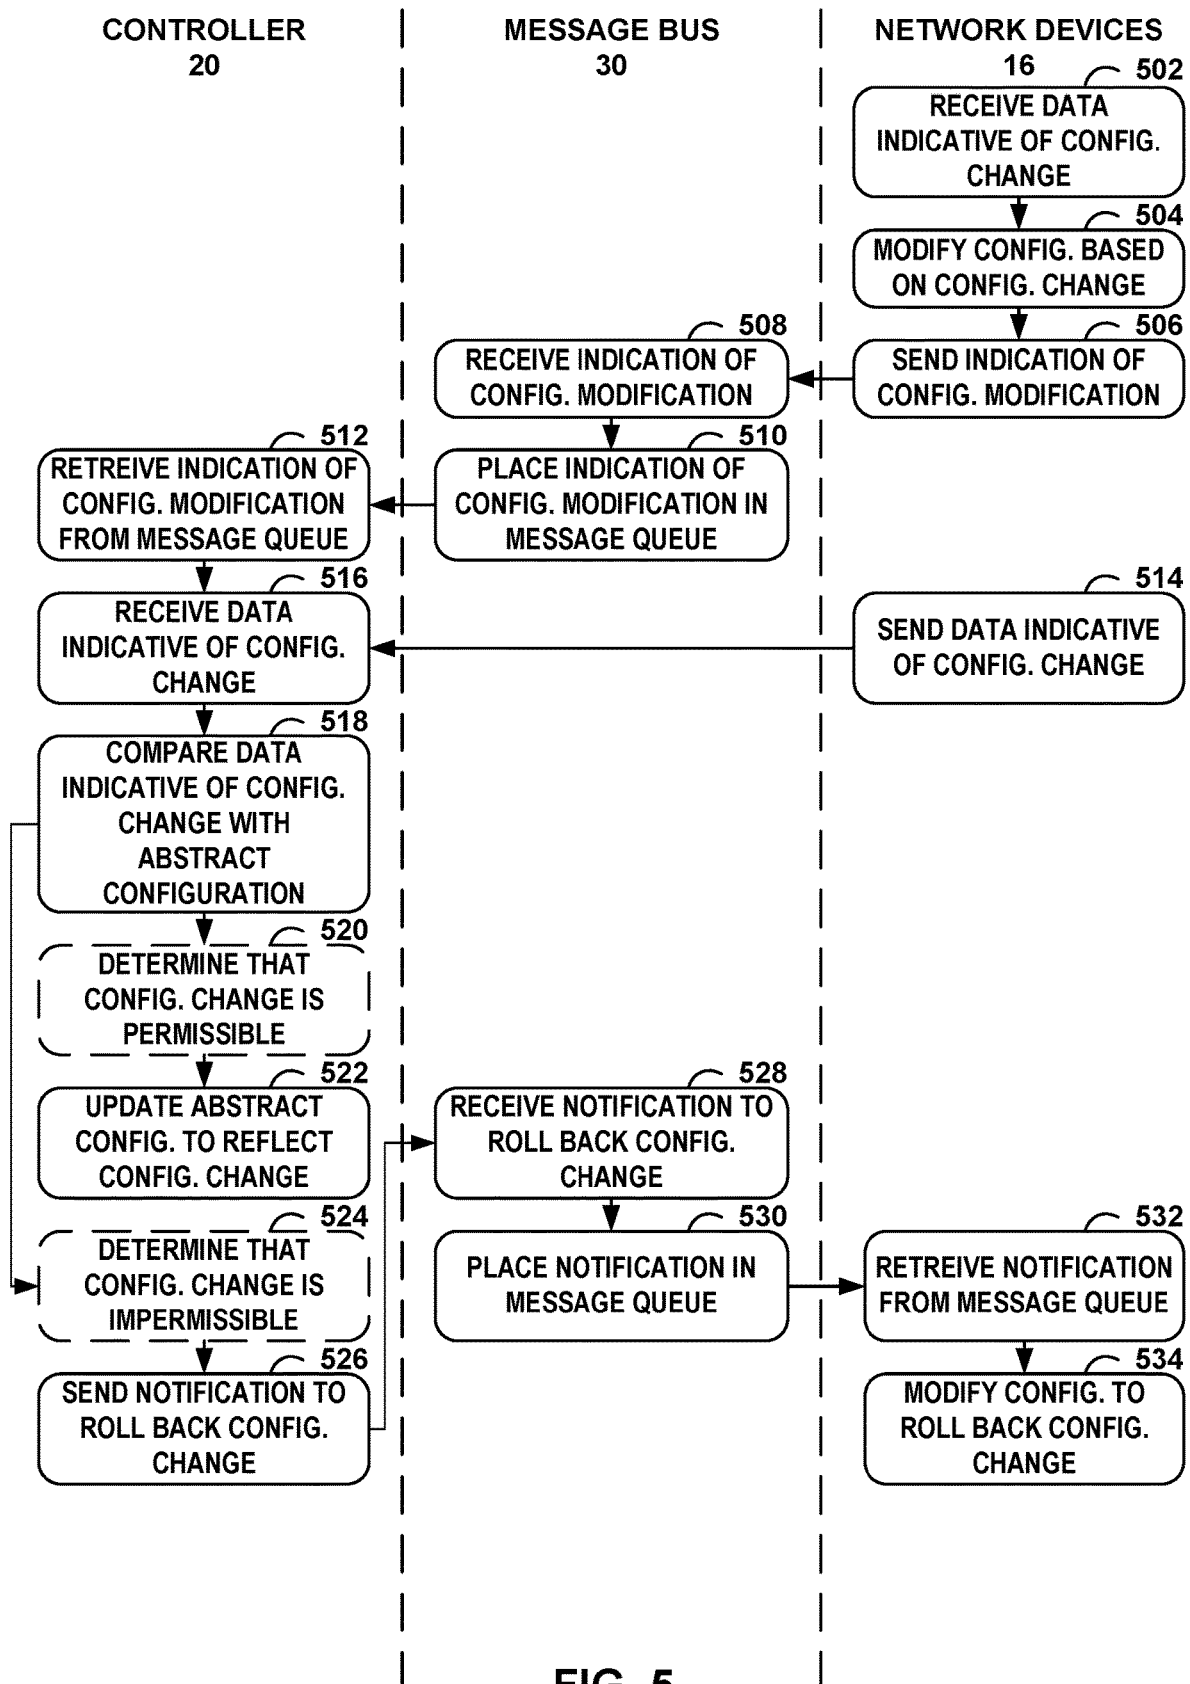 CONTROLLER
20
MESSAGE BUS
30
NETWORK DEVICES
16
502
RECEIVE DATA
INDICATIVE OF CONFIG.
CHANGE
504
MODIFY CONFIG. BASED
ON CONFIG. CHANGE
506
SEND INDICATION OF
CONFIG. MODIFICATION
508
RECEIVE INDICATION OF
CONFIG. MODIFICATION
510
PLACE INDICATION OF
CONFIG. MODIFICATION IN
MESSAGE QUEUE
512
RETREIVE INDICATION OF
CONFIG. MODIFICATION
FROM MESSAGE QUEUE
514
SEND DATA INDICATIVE
OF CONFIG. CHANGE
516
RECEIVE DATA
INDICATIVE OF CONFIG.
CHANGE
518
COMPARE DATA
INDICATIVE OF CONFIG.
CHANGE WITH
ABSTRACT
CONFIGURATION
520
DETERMINE THAT
CONFIG. CHANGE IS
PERMISSIBLE
522
UPDATE ABSTRACT
CONFIG. TO REFLECT
CONFIG. CHANGE
524
DETERMINE THAT
CONFIG. CHANGE IS
IMPERMISSIBLE
526
SEND NOTIFICATION TO
ROLL BACK CONFIG.
CHANGE
528
RECEIVE NOTIFICATION TO
ROLL BACK CONFIG.
CHANGE
530
PLACE NOTIFICATION IN
MESSAGE QUEUE
532
RETREIVE NOTIFICATION
FROM MESSAGE QUEUE
534
MODIFY CONFIG. TO
ROLL BACK CONFIG.
CHANGE
FIG. 5